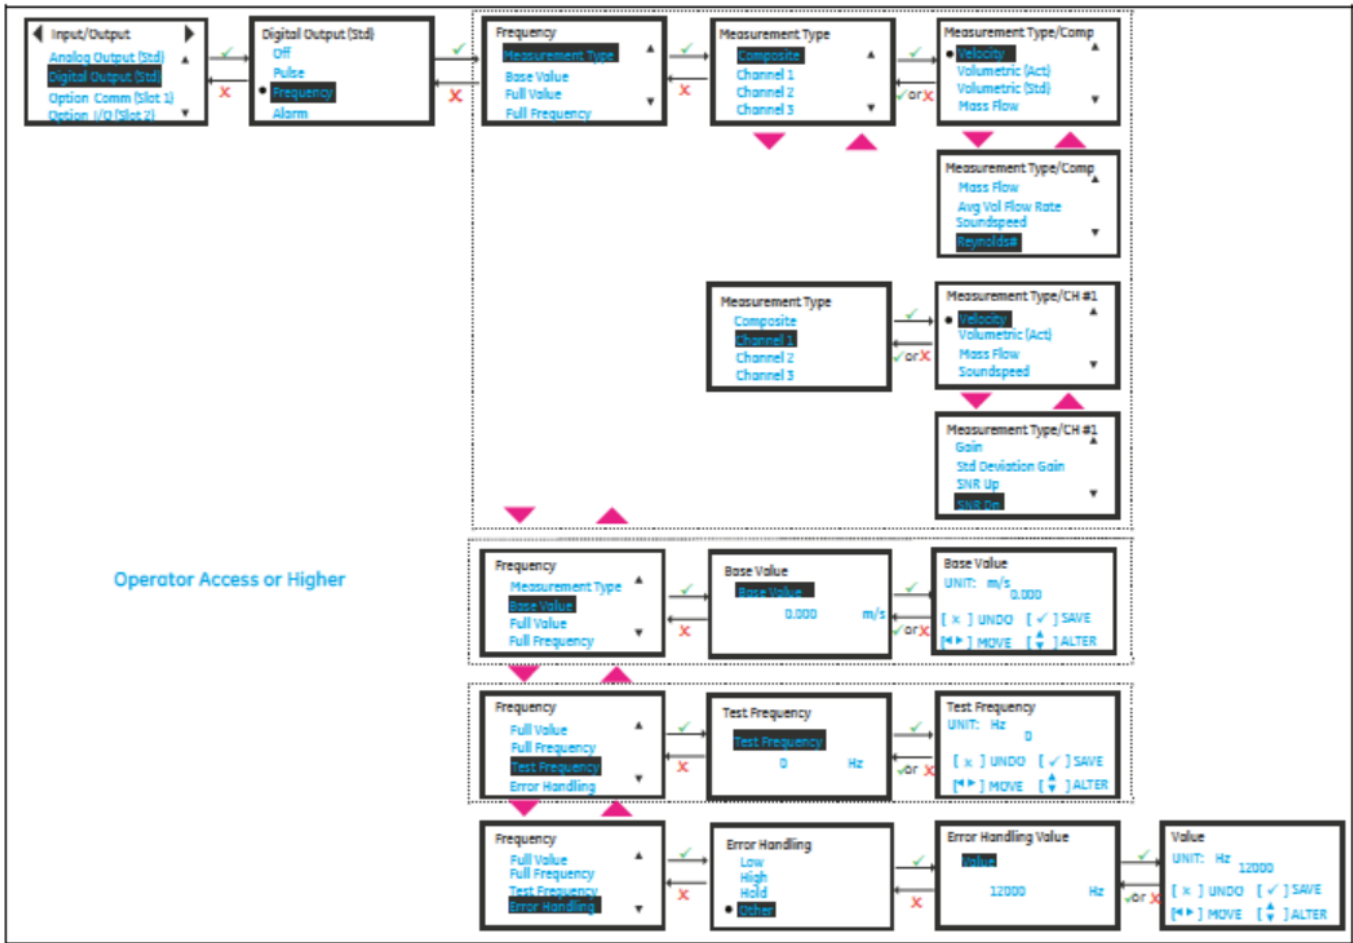 Input/Output
Analog Output (Std)
Digital Output (Std)
Option Comm (Slot 1)
Option I/O (Slot 2)
Digital Output (Std)
Off
Pulse
Frequency
Alarm
Frequency
Measurement Type
Base Value
Full Value
Full Frequency
Measurement Type
Composite
Channel 1
Channel 2
Channel 3
Measurement Type/Comp
Velocity
Volumetric (Act)
Volumetric (Std)
Mass Flow
✓
X
✓
X
✓
X
✓
✓orX
Measurement Type/Comp
Mass Flow
Avg Vol Flow Rate
Soundspeed
Reynolds#
Measurement Type
Composite
Channel 1
Channel 2
Channel 3
✓
✓orX
Measurement Type/CH #1
Velocity
Volumetric (Act)
Mass Flow
Soundspeed
Measurement Type/CH #1
Gain
Std Deviation Gain
SNR Up
SNR Dn
Operator Access or Higher
Frequency
Measurement Type
Base Value
Full Value
Full Frequency
✓
X
Base Value
Base Value
0.000 m/s
✓
✓orX
Base Value
UNIT: m/s
0.000
[ x ] UNDO [ ✓ ] SAVE
[◄►] MOVE [▲▼] ALTER
Frequency
Full Value
Full Frequency
Test Frequency
Error Handling
✓
X
Test Frequency
Test Frequency
0 Hz
✓
✓or X
Test Frequency
UNIT: Hz
0
[ x ] UNDO [ ✓ ] SAVE
[◄►] MOVE [▲▼] ALTER
Frequency
Full Value
Full Frequency
Test Frequency
Error Handling
✓
X
Error Handling
Low
High
Hold
Other
✓
X
Error Handling Value
Value
12000 Hz
✓
✓or X
Value
UNIT: Hz
12000
[ x ] UNDO [ ✓ ] SAVE
[◄►] MOVE [▲▼] ALTER